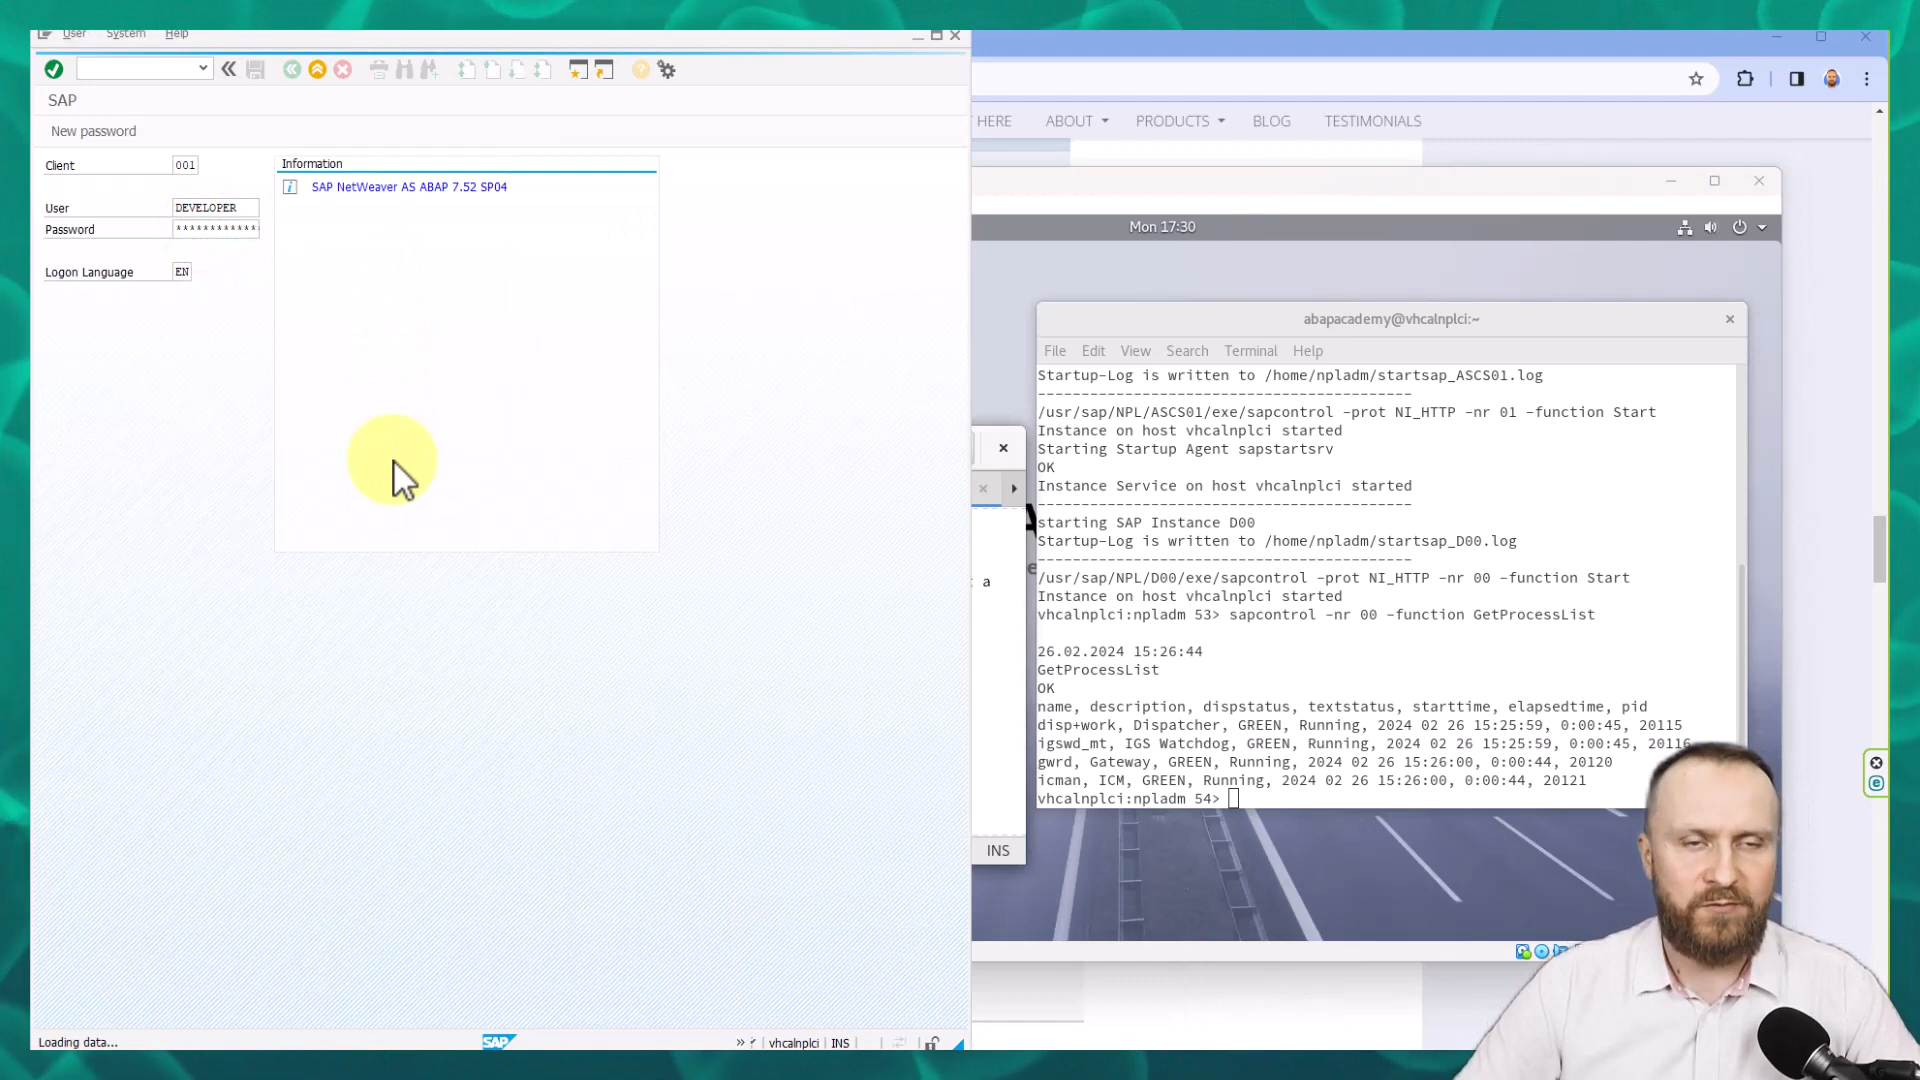 User System Help
SAP
New password
Client 001
User DEVELOPER
Password ************
Logon Language EN
Information
SAP NetWeaver AS ABAP 7.52 SP04
Loading data...
SAP
vhcalnplci INS
HERE ABOUT PRODUCTS BLOG TESTIMONIALS
Mon 17:30
a
INS
abapacademy@vhcalnplci:~
File Edit View Search Terminal Help
Startup-Log is written to /home/npladm/startsap_ASCS01.log
-------------------------------------------
/usr/sap/NPL/ASCS01/exe/sapcontrol -prot NI_HTTP -nr 01 -function Start
Instance on host vhcalnplci started
Starting Startup Agent sapstartsrv
OK
Instance Service on host vhcalnplci started
-------------------------------------------
starting SAP Instance D00
Startup-Log is written to /home/npladm/startsap_D00.log
-------------------------------------------
/usr/sap/NPL/D00/exe/sapcontrol -prot NI_HTTP -nr 00 -function Start
Instance on host vhcalnplci started
vhcalnplci:npladm 53> sapcontrol -nr 00 -function GetProcessList
26.02.2024 15:26:44
GetProcessList
OK
name, description, dispstatus, textstatus, starttime, elapsedtime, pid
disp+work, Dispatcher, GREEN, Running, 2024 02 26 15:25:59, 0:00:45, 20115
igswd_mt, IGS Watchdog, GREEN, Running, 2024 02 26 15:25:59, 0:00:45, 20116
gwrd, Gateway, GREEN, Running, 2024 02 26 15:26:00, 0:00:44, 20120
icman, ICM, GREEN, Running, 2024 02 26 15:26:00, 0:00:44, 20121
vhcalnplci:npladm 54>